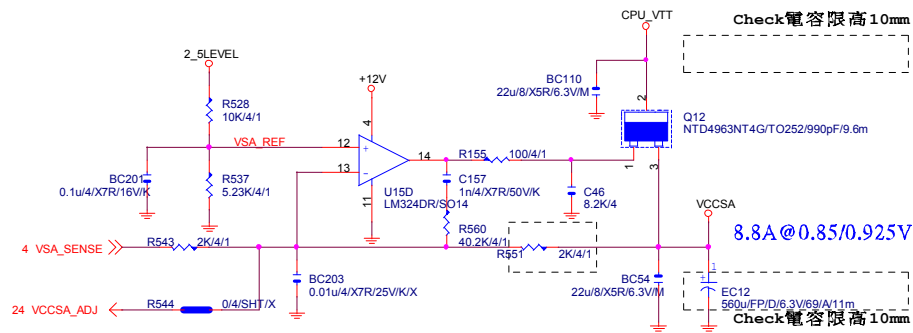 CPU_VTT
Check電容限高10mm
2_5LEVEL
+12V
BC110
22u/8/X5R/6.3V/M
R528
10K/4/1
4
2
Q12
NTD4963NT4G/TO252/990pF/9.6m
VSA_REF
12
+
13
−
14
R155
100/4/1
1
3
BC201
0.1u/4/X7R/16V/K
R537
5.23K/4/1
11
U15D
LM324DR/SO14
C157
1n/4/X7R/50V/K
C46
8.2K/4
VCCSA
R560
40.2K/4/1
8.8A@0.85/0.925V
4 VSA_SENSE
R543
2K/4/1
R551
2K/4/1
BC203
0.01u/4/X7R/25V/K/X
BC54
22u/8/X5R/6.3V/M
1
+
EC12
560u/FP/D/6.3V/69/A/11m
24 VCCSA_ADJ
R544
0/4/SHT/X
Check電容限高10mm